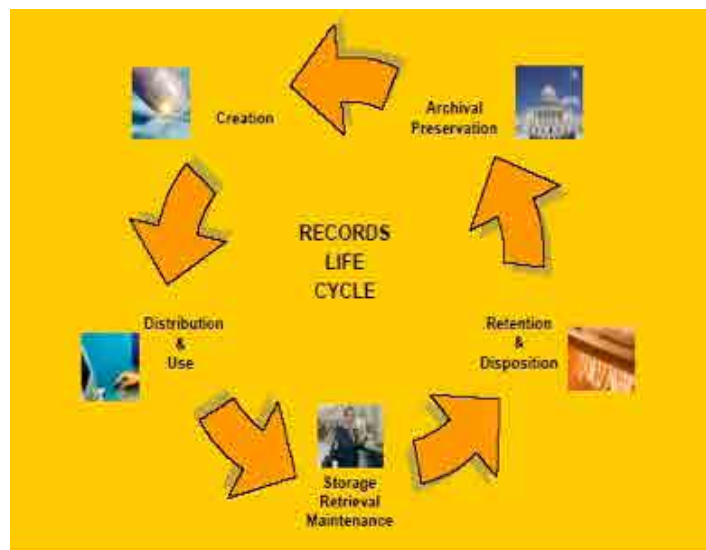 Creation
Archival
Preservation
RECORDS
LIFE
CYCLE
Distribution
&
Use
Retention
&
Disposition
Storage
Retrieval
Maintenance